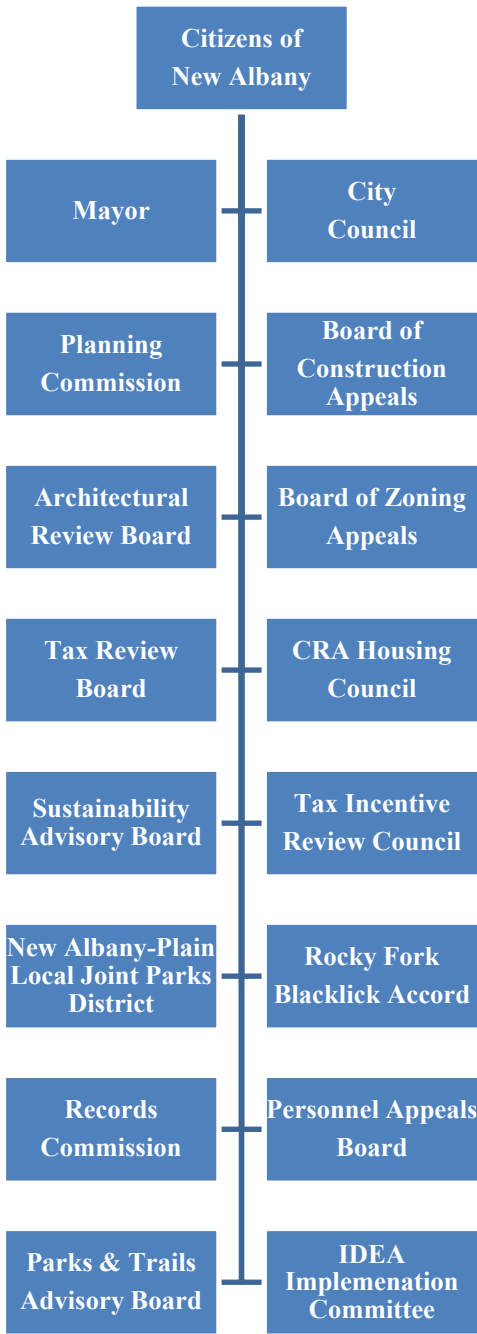 Citizens of
New Albany
Mayor
City
Council
Planning
Commission
Board of
Construction
Appeals
Architectural
Review Board
Board of Zoning
Appeals
Tax Review
Board
CRA Housing
Council
Sustainability
Advisory Board
Tax Incentive
Review Council
New Albany-Plain
Local Joint Parks
District
Rocky Fork
Blacklick Accord
Records
Commission
Personnel Appeals
Board
Parks & Trails
Advisory Board
IDEA
Implemenation
Committee